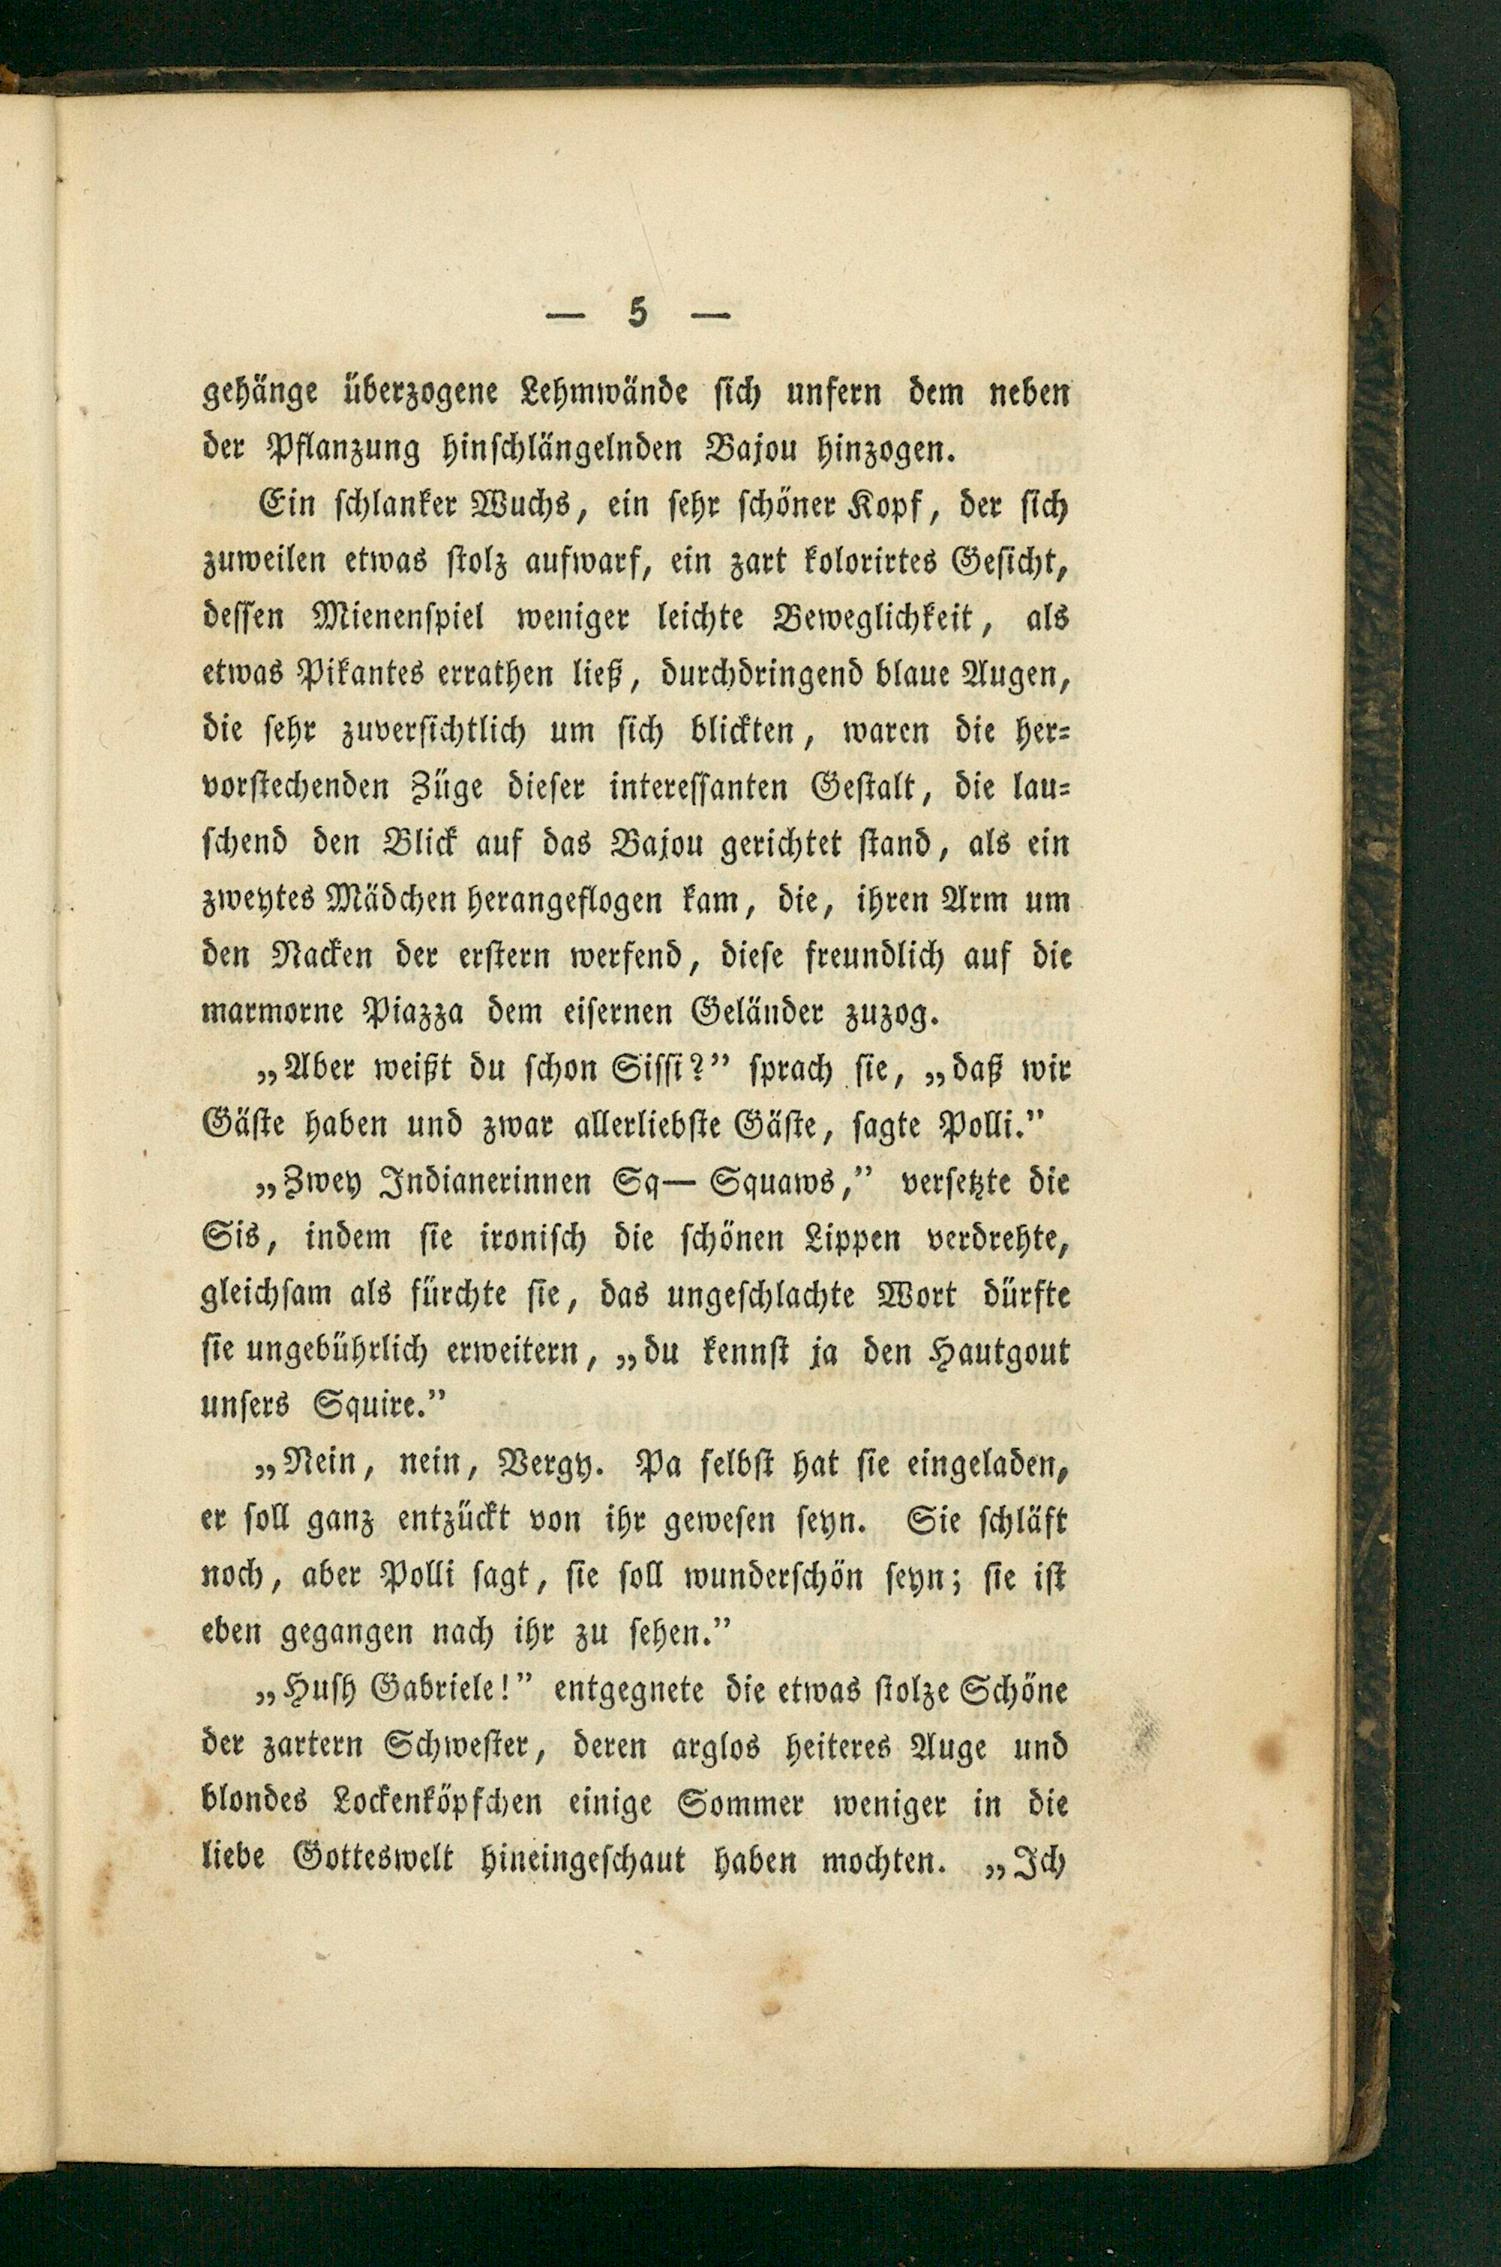 — 5 —
gehänge überzogene Lehmwände sich unfern dem neben
der Pflanzung hinschlängelnden Bajou hinzogen.
Ein schlanker Wuchs, ein sehr schöner Kopf, der sich
zuweilen etwas stolz aufwarf, ein zart kolorirtes Gesicht,
dessen Mienenspiel weniger leichte Beweglichkeit, als
etwas Pikantes errathen ließ, durchdringend blaue Augen,
die sehr zuversichtlich um sich blickten, waren die her-
vorstechenden Züge dieser interessanten Gestalt, die lau-
schend den Blick auf das Bajou gerichtet stand, als ein
zweytes Mädchen herangeflogen kam, die, ihren Arm um
den Nacken der erstern werfend, diese freundlich auf die
marmorne Piazza dem eisernen Geländer zuzog.
„Aber weißt du schon Sissi?” sprach sie, „daß wir
Gäste haben und zwar allerliebste Gäste, sagte Polli.”
„Zwey Indianerinnen Sq— Squaws,” versetzte die
Sis, indem sie ironisch die schönen Lippen verdrehte,
gleichsam als fürchte sie, das ungeschlachte Wort dürfte
sie ungebührlich erweitern, „du kennst ja den Hautgout
unsers Squire.”
„Nein, nein, Vergy. Pa selbst hat sie eingeladen,
er soll ganz entzückt von ihr gewesen seyn. Sie schläft
noch, aber Polli sagt, sie soll wunderschön seyn; sie ist
eben gegangen nach ihr zu sehen.”
„Hush Gabriele!” entgegnete die etwas stolze Schöne
der zartern Schwester, deren arglos heiteres Auge und
blondes Lockenköpfchen einige Sommer weniger in die
liebe Gotteswelt hineingeschaut haben mochten. „Ich